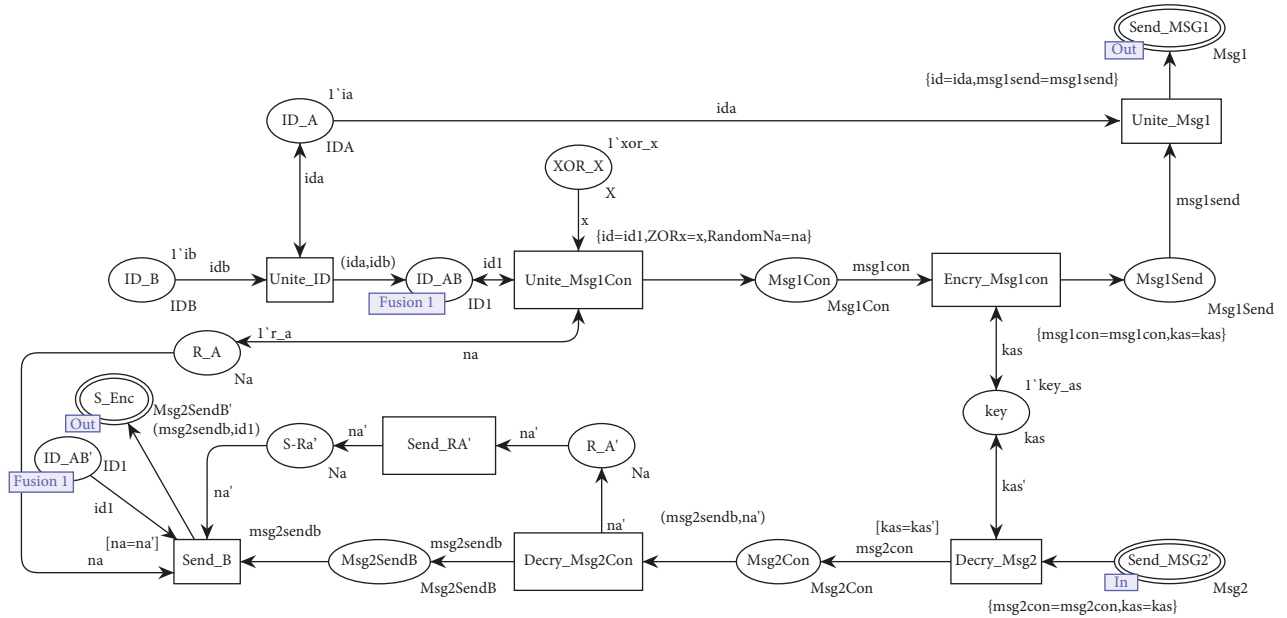 Send_MSG1
Out
Msg1
{id=ida,msg1send=msg1send}
1`ia
ID_A
IDA
ida
Unite_Msg1
1`xor_x
XOR_X
X
ida
x
msg1send
{id=id1,ZORx=x,RandomNa=na}
1`ib
ID_B
IDB
idb
Unite_ID
(ida,idb)
ID_AB
Fusion 1
ID1
id1
Unite_Msg1Con
Msg1Con
Msg1Con
msg1con
Encry_Msg1con
Msg1Send
Msg1Send
{msg1con=msg1con,kas=kas}
1`r_a
R_A
Na
na
kas
1`key_as
key
kas
S_Enc
Out
Msg2SendB'
(msg2sendb,id1)
ID_AB'
Fusion 1
ID1
id1
S-Ra'
Na
na'
Send_RA'
na'
R_A'
Na
na'
kas'
na'
(msg2sendb,na')
[kas=kas']
[na=na']
na
Send_B
msg2sendb
Msg2SendB
Msg2SendB
msg2sendb
Decry_Msg2Con
Msg2Con
Msg2Con
msg2con
Decry_Msg2
Send_MSG2'
In
Msg2
{msg2con=msg2con,kas=kas}